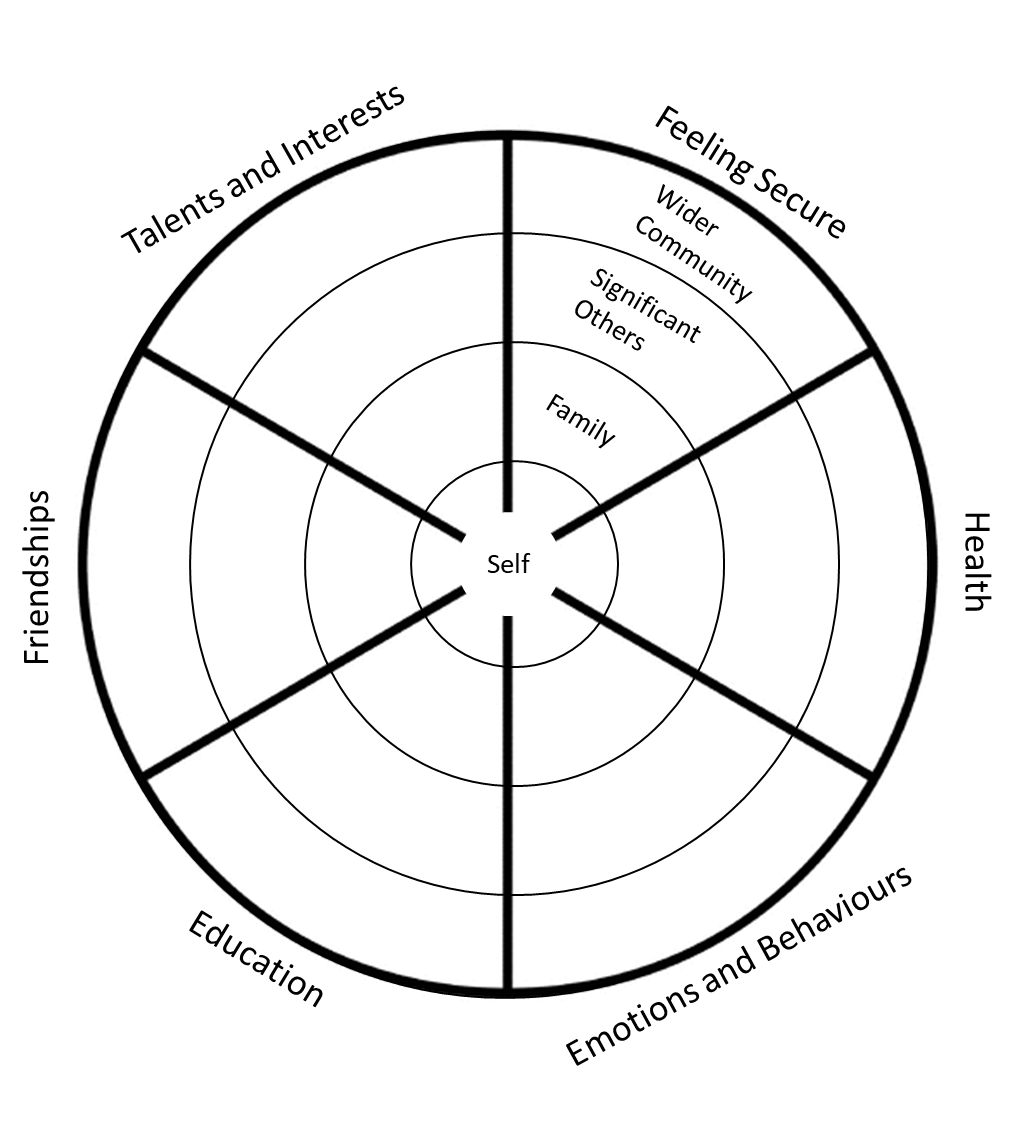 Talents and Interests
Feeling Secure
Wider
Community
Significant
Others
Family
Self
Friendships
Health
Education
Emotions and Behaviours